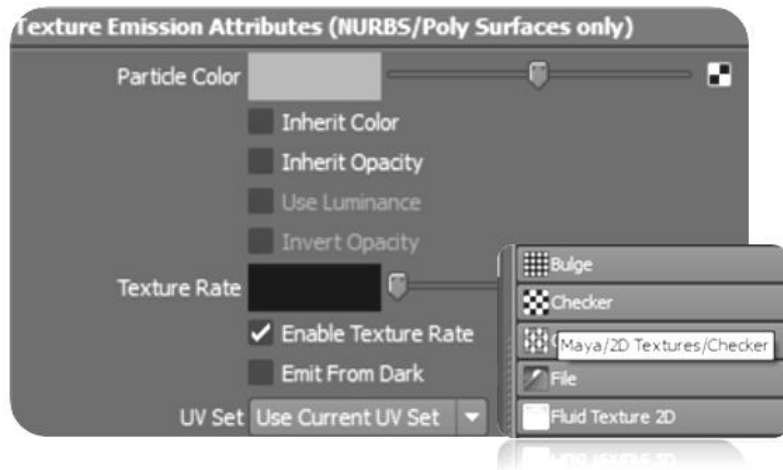 Texture Emission Attributes (NURBS/Poly Surfaces only)
Particle Color
Inherit Color
Inherit Opacity
Use Luminance
Invert Opacity
Texture Rate
Enable Texture Rate
Emit From Dark
UV Set Use Current UV Set
Bulge
Checker
Maya/2D Textures/Checker
File
Fluid Texture 2D